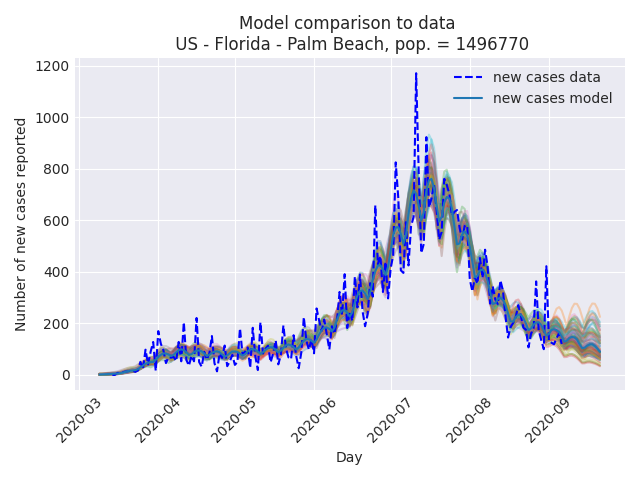 Model comparison to data
US - Florida - Palm Beach, pop. = 1496770
Number of new cases reported
1200
1000
800
600
400
200
0
new cases data
new cases model
2020-03
2020-04
2020-05
2020-06
2020-07
2020-08
2020-09
Day